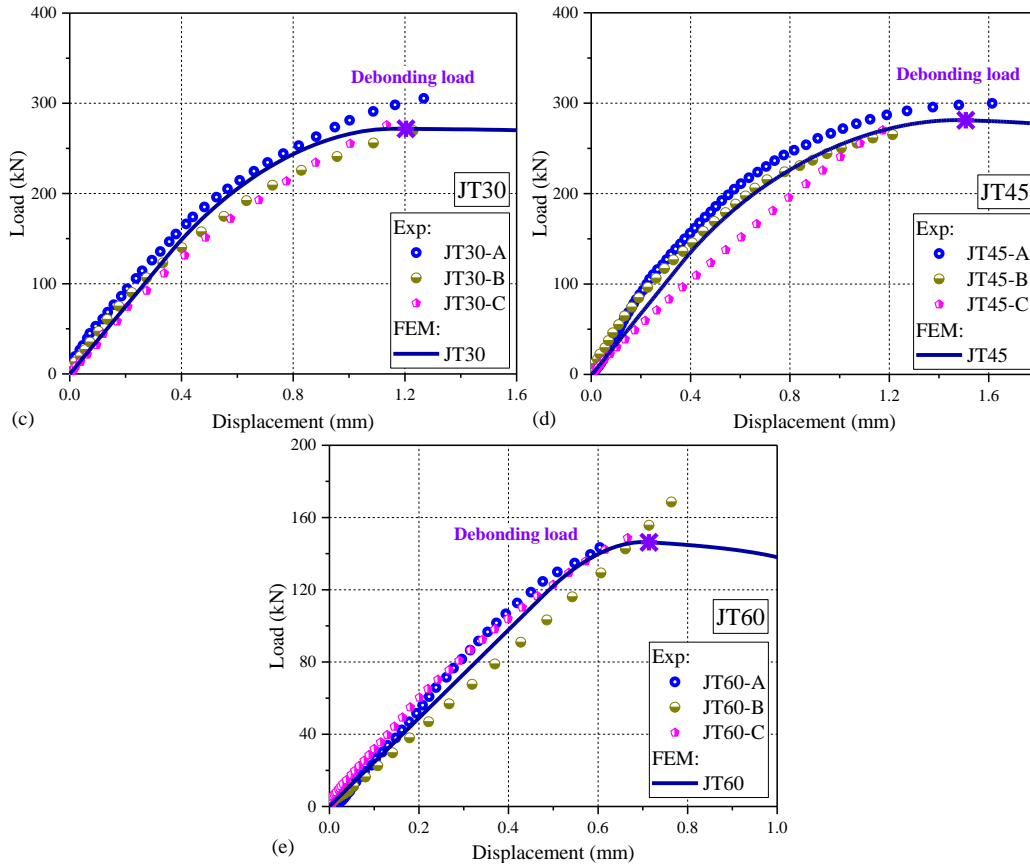 400
300
200
100
0
Load (kN)
Debonding load
JT30
Exp:
JT30-A
JT30-B
JT30-C
FEM:
JT30
0.0 0.4 0.8 1.2 1.6
Displacement (mm)
(c)
400
300
200
100
0
Load (kN)
Debonding load
JT45
Exp:
JT45-A
JT45-B
JT45-C
FEM:
JT45
0.0 0.4 0.8 1.2 1.6
Displacement (mm)
(d)
200
160
120
80
40
0
Load (kN)
Debonding load
JT60
Exp:
JT60-A
JT60-B
JT60-C
FEM:
JT60
0.0 0.2 0.4 0.6 0.8 1.0
Displacement (mm)
(e)